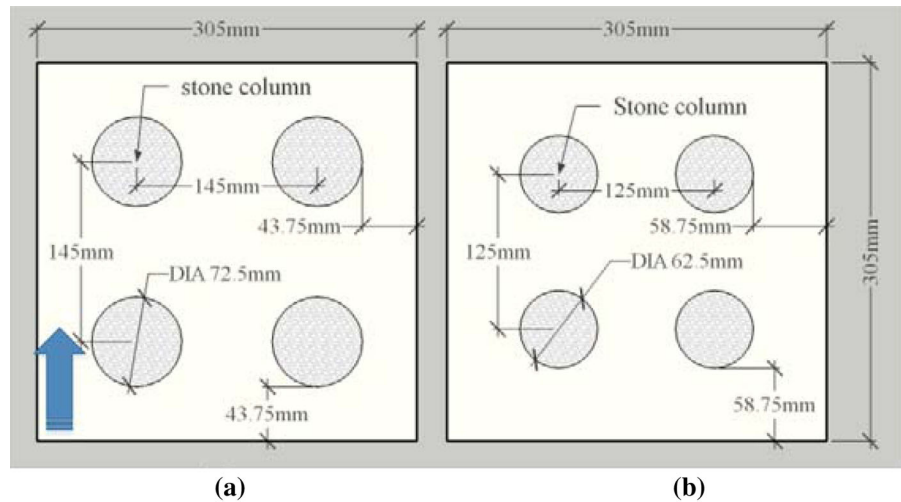 305mm
stone column
145mm
43.75mm
145mm
DIA 72.5mm
43.75mm
(a)
305mm
Stone column
125mm
58.75mm
125mm
DIA 62.5mm
305mm
58.75mm
(b)